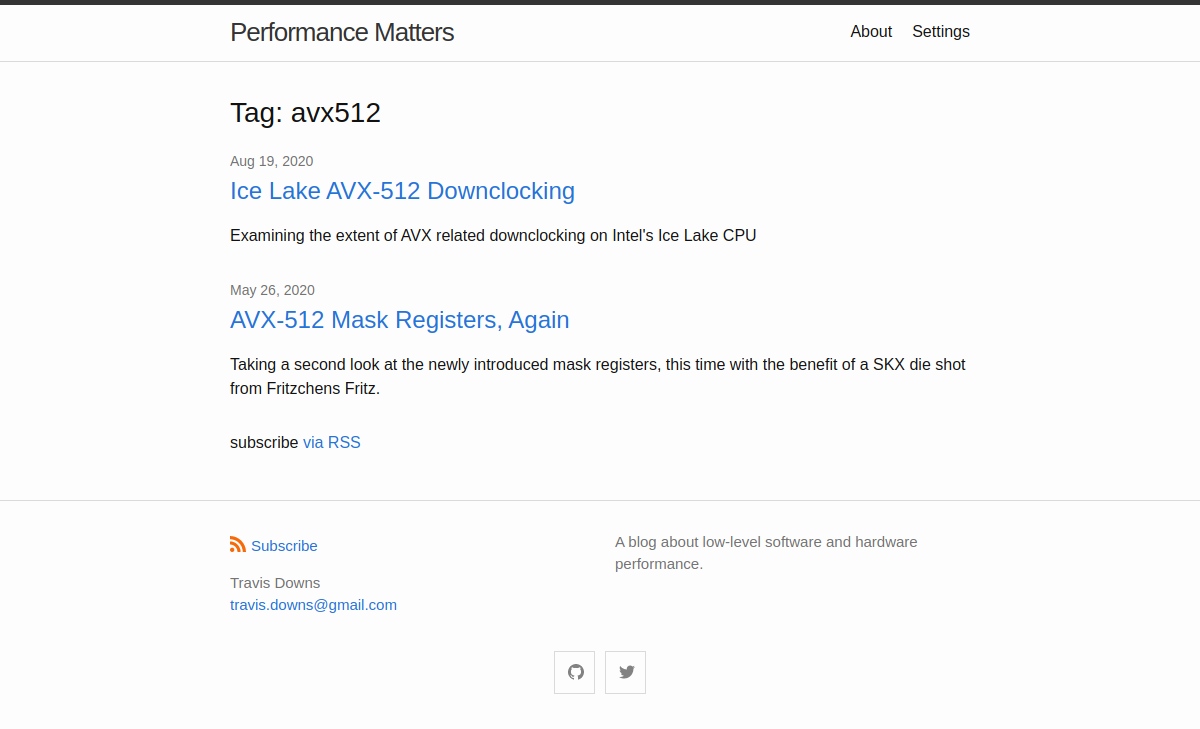 Performance Matters
About Settings
Tag: avx512
Aug 19, 2020
Ice Lake AVX-512 Downclocking
Examining the extent of AVX related downclocking on Intel's Ice Lake CPU
May 26, 2020
AVX-512 Mask Registers, Again
Taking a second look at the newly introduced mask registers, this time with the benefit of a SKX die shot
from Fritzchens Fritz.
subscribe via RSS
Subscribe
Travis Downs
travis.downs@gmail.com
A blog about low-level software and hardware
performance.